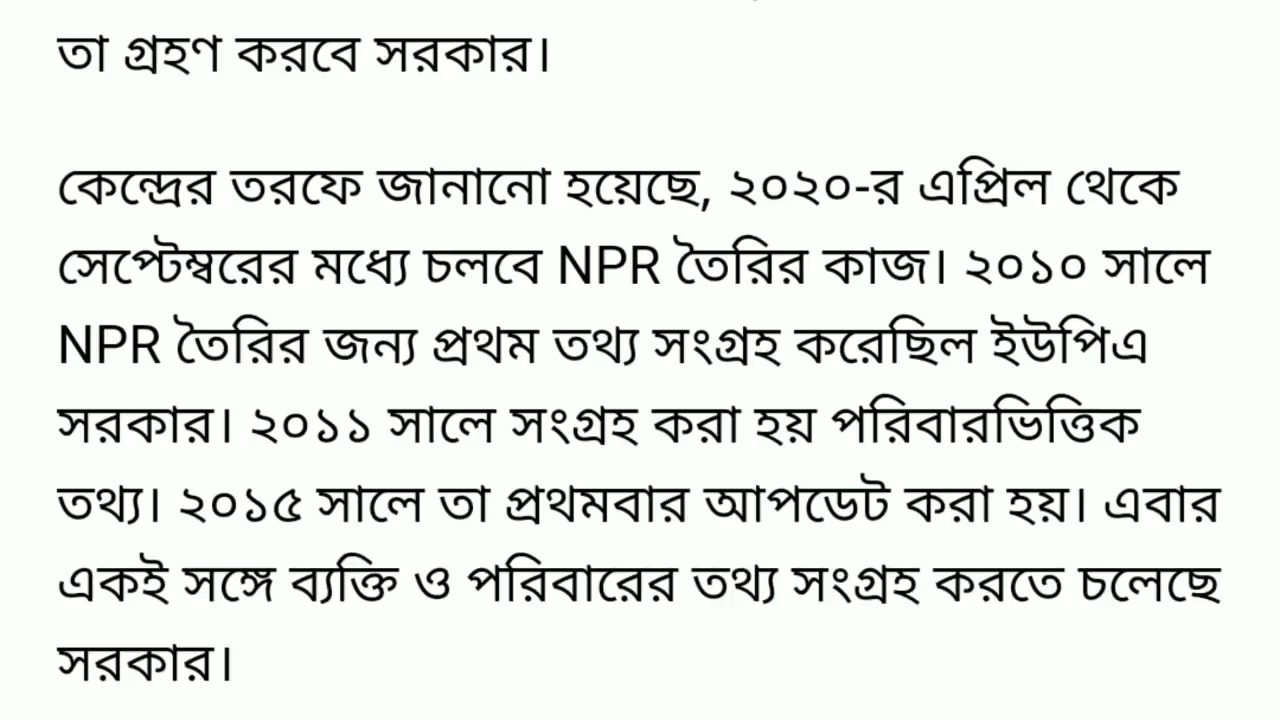 তা গ্রহণ করবে সরকার।
কেন্দ্রের তরফে জানানো হয়েছে, ২০২০-র এপ্রিল থেকে
সেপ্টেম্বরের মধ্যে চলবে NPR তৈরির কাজ। ২০১০ সালে
NPR তৈরির জন্য প্রথম তথ্য সংগ্রহ করেছিল ইউপিএ
সরকার। ২০১১ সালে সংগ্রহ করা হয় পরিবারভিত্তিক
তথ্য। ২০১৫ সালে তা প্রথমবার আপডেট করা হয়। এবার
একই সঙ্গে ব্যক্তি ও পরিবারের তথ্য সংগ্রহ করতে চলেছে
সরকার।